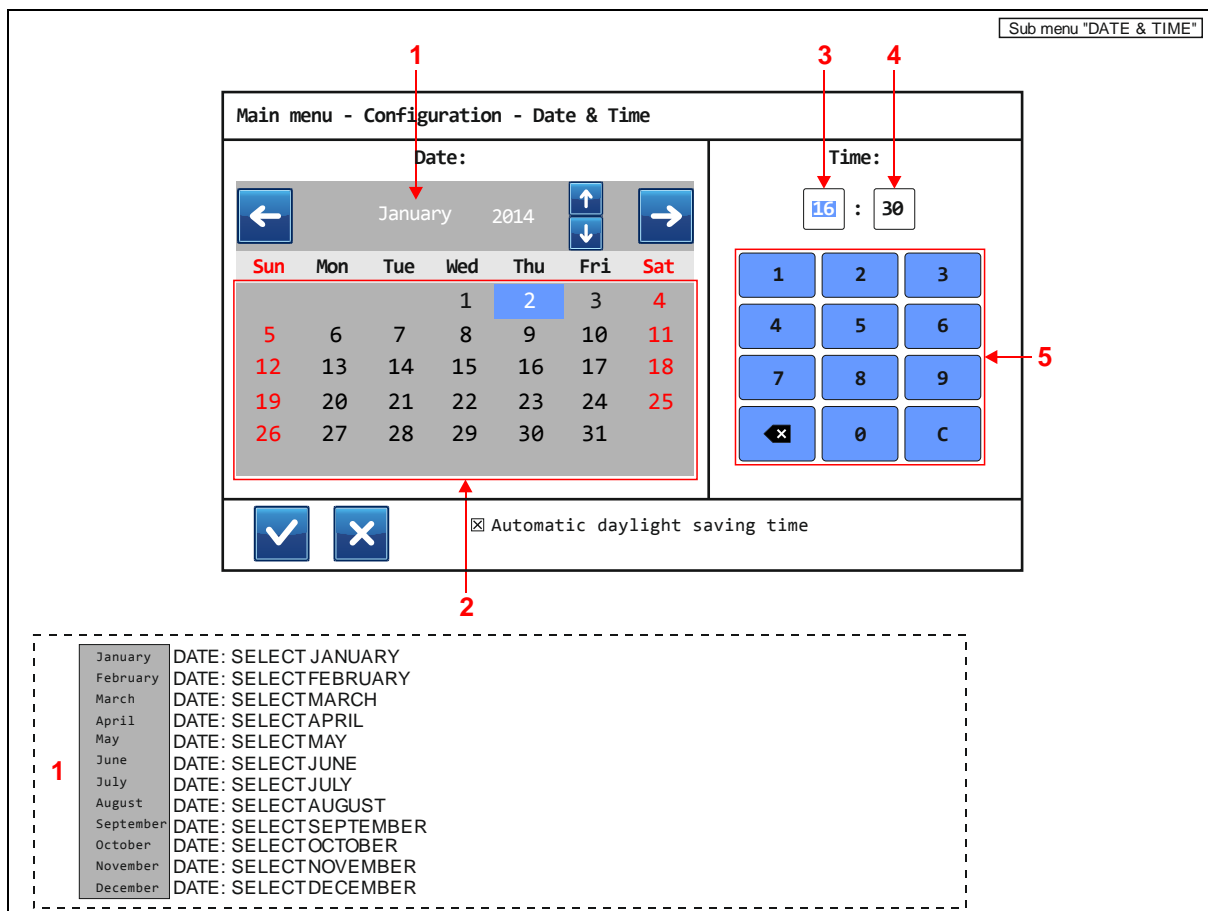 Sub menu "DATE & TIME"
1
3
4
Main menu - Configuration - Date & Time
Date:
Time:
January 2014
16 : 30
Sun Mon Tue Wed Thu Fri Sat
1 2 3 4
5 6 7 8 9 10 11
12 13 14 15 16 17 18
19 20 21 22 23 24 25
26 27 28 29 30 31
1 2 3
4 5 6
7 8 9
0 C
5
Automatic daylight saving time
2
1
January DATE: SELECT JANUARY
February DATE: SELECT FEBRUARY
March DATE: SELECT MARCH
April DATE: SELECT APRIL
May DATE: SELECT MAY
June DATE: SELECT JUNE
July DATE: SELECT JULY
August DATE: SELECT AUGUST
September DATE: SELECT SEPTEMBER
October DATE: SELECT OCTOBER
November DATE: SELECT NOVEMBER
December DATE: SELECT DECEMBER